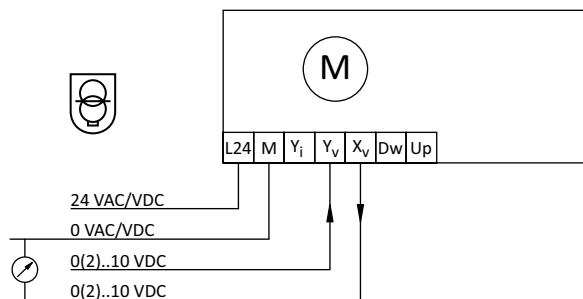 M
L24 M Yi Yv Xv Dw Up
24 VAC/VDC
0 VAC/VDC
0(2)..10 VDC
0(2)..10 VDC